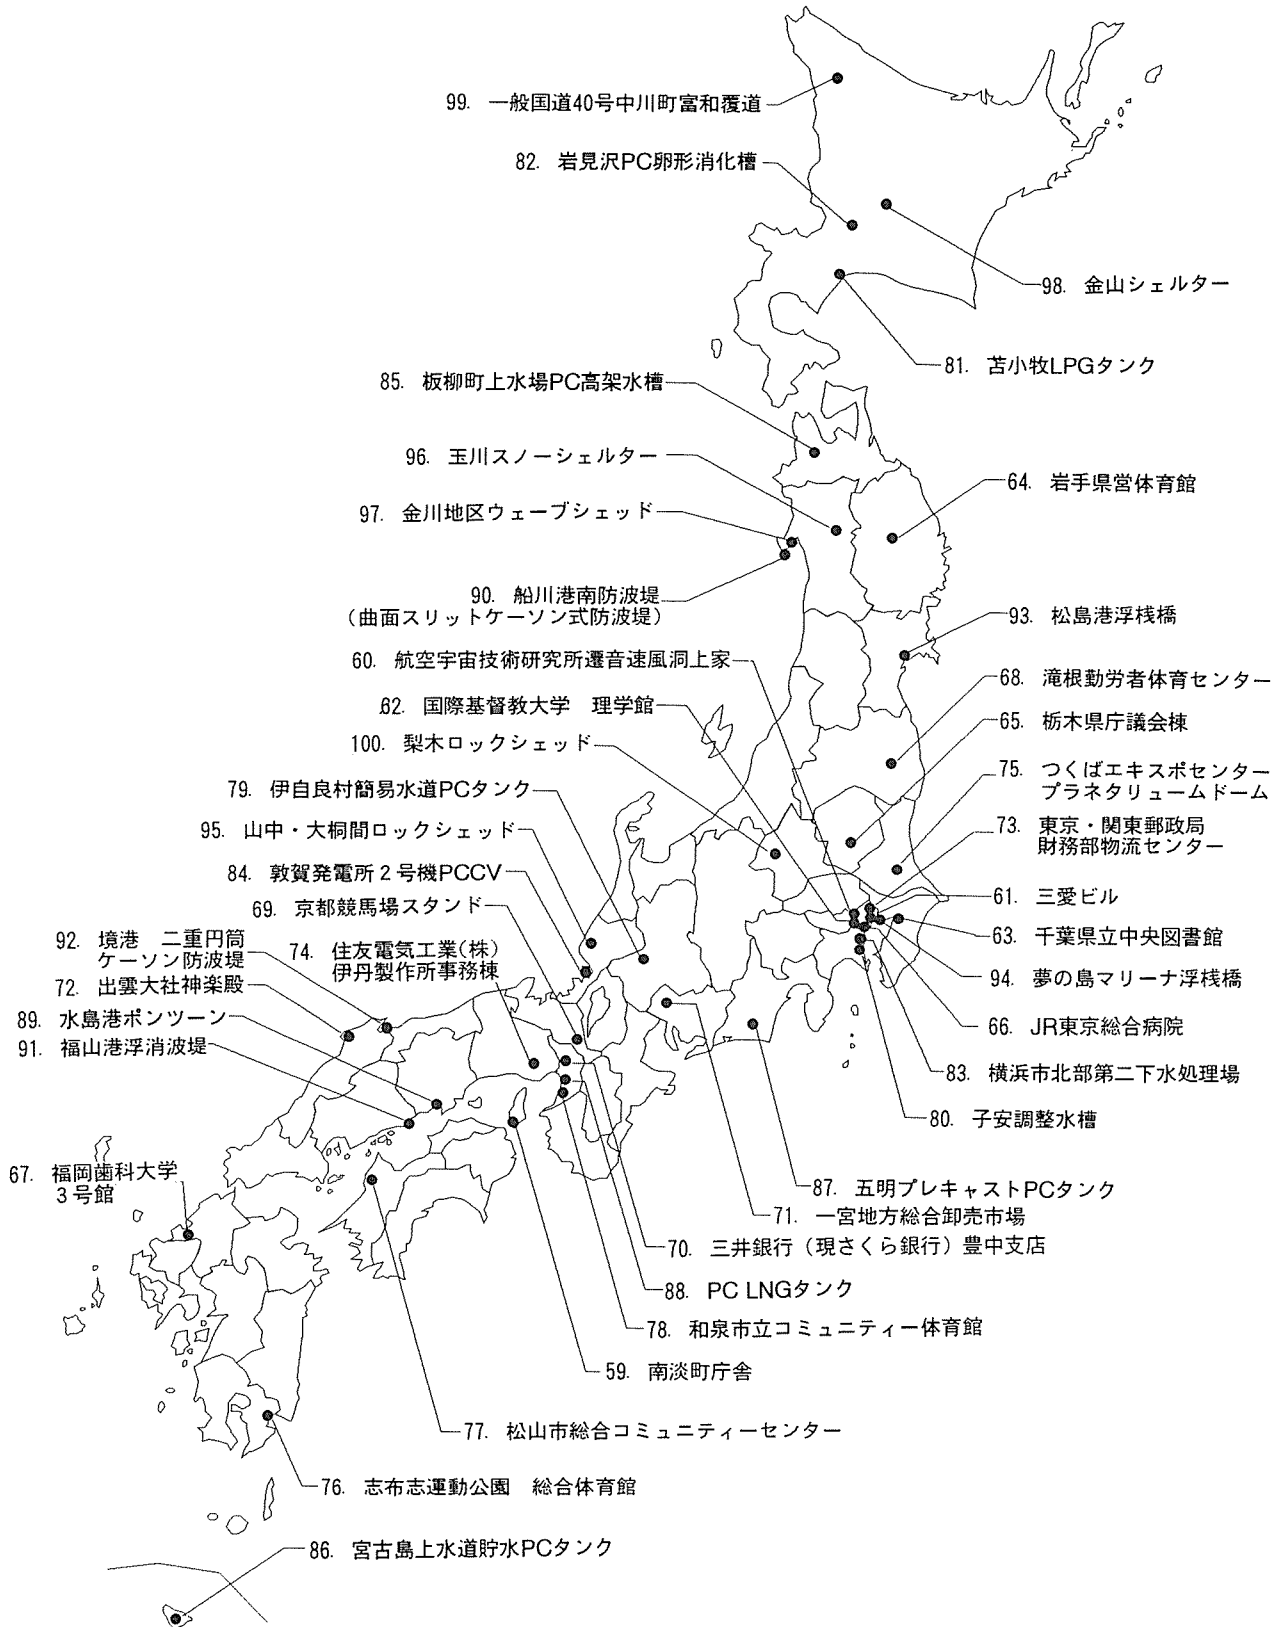 99. 一般国道40号中川町富和覆道
82. 岩見沢PC卵形消化槽
98. 金山シェルター
81. 苫小牧LPGタンク
85. 板柳町上水場PC高架水槽
96. 玉川スノーシェルター
64. 岩手県営体育館
97. 金川地区ウェーブシェッド
90. 船川港南防波堤
(曲面スリットケーソン式防波堤)
93. 松島港浮桟橋
60. 航空宇宙技術研究所遷音速風洞上家
68. 滝根勤労者体育センター
62. 国際基督教大学 理学館
65. 栃木県庁議会棟
100. 梨木ロックシェッド
75. つくばエキスポセンター
プラネタリュームドーム
79. 伊自良村簡易水道PCタンク
95. 山中・大桐間ロックシェッド
73. 東京・関東郵政局
財務部物流センター
84. 敦賀発電所2号機PCCV
61. 三愛ビル
69. 京都競馬場スタンド
63. 千葉県立中央図書館
92. 境港 二重円筒
ケーソン防波堤
74. 住友電気工業(株)
伊丹製作所事務棟
94. 夢の島マリーナ浮桟橋
72. 出雲大社神楽殿
89. 水島港ポンツーン
66. JR東京総合病院
91. 福山港浮消波堤
83. 横浜市北部第二下水処理場
80. 子安調整水槽
67. 福岡歯科大学
3号館
87. 五明プレキャストPCタンク
71. 一宮地方総合卸売市場
70. 三井銀行(現さくら銀行)豊中支店
88. PC LNGタンク
78. 和泉市立コミュニティー体育館
59. 南淡町庁舎
77. 松山市総合コミュニティーセンター
76. 志布志運動公園 総合体育館
86. 宮古島上水道貯水PCタンク